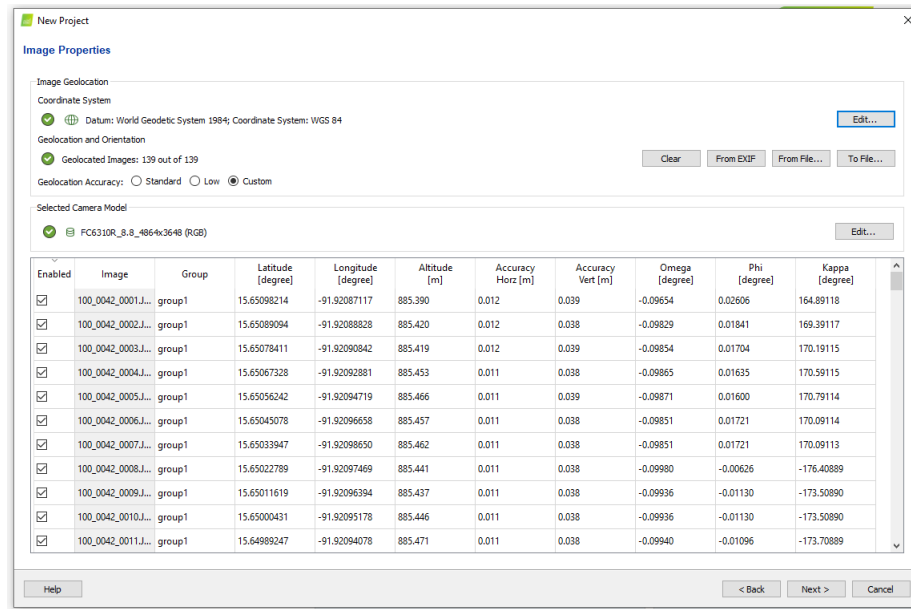 New Project
Image Properties
Image Geolocation
Coordinate System
Datum: World Geodetic System 1984; Coordinate System: WGS 84 Edit...
Geolocation and Orientation
Geolocated Images: 139 out of 139 Clear From EXIF From File... To File...
Geolocation Accuracy: Standard Low Custom
Selected Camera Model
FC6310R_8.8_4864x3648 (RGB) Edit...
Enabled Image Group Latitude [degree] Longitude [degree] Altitude [m] Accuracy Horz [m] Accuracy Vert [m] Omega [degree] Phi [degree] Kappa [degree]
100_0042_0001.J... group1 15.65098214 -91.92087117 885.390 0.012 0.039 -0.09654 0.02606 164.89118
100_0042_0002.J... group1 15.65089094 -91.92088828 885.420 0.012 0.038 -0.09829 0.01841 169.39117
100_0042_0003.J... group1 15.65078411 -91.92090842 885.419 0.012 0.039 -0.09854 0.01704 170.19115
100_0042_0004.J... group1 15.65067328 -91.92092881 885.453 0.011 0.038 -0.09865 0.01635 170.59115
100_0042_0005.J... group1 15.65056242 -91.92094719 885.466 0.011 0.039 -0.09871 0.01600 170.79114
100_0042_0006.J... group1 15.65045078 -91.92096658 885.457 0.011 0.038 -0.09851 0.01721 170.09114
100_0042_0007.J... group1 15.65033947 -91.92098650 885.462 0.011 0.038 -0.09851 0.01721 170.09113
100_0042_0008.J... group1 15.65022789 -91.92097469 885.441 0.011 0.038 -0.09980 -0.00626 -176.40889
100_0042_0009.J... group1 15.65011619 -91.92096394 885.437 0.011 0.038 -0.09936 -0.01130 -173.50890
100_0042_0010.J... group1 15.65000431 -91.92095178 885.446 0.011 0.038 -0.09936 -0.01130 -173.50890
100_0042_0011.J... group1 15.64989247 -91.92094078 885.471 0.011 0.038 -0.09940 -0.01096 -173.70889
Help < Back Next > Cancel